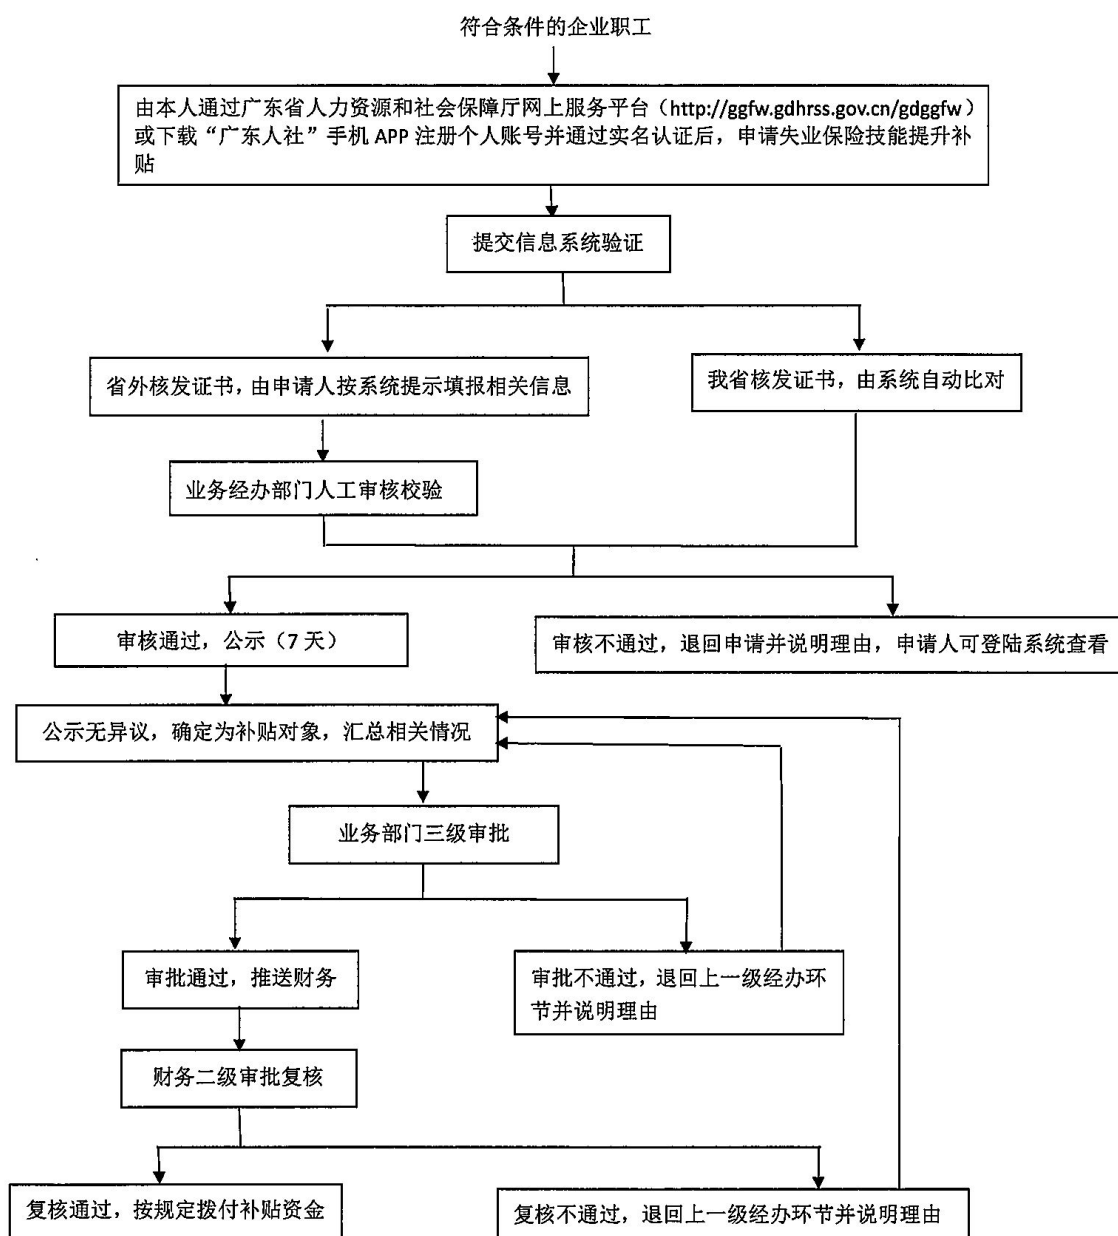 符合条件的企业职工
由本人通过广东省人力资源和社会保障厅网上服务平台（http://ggfw.gdhrss.gov.cn/gdggfw）
或下载“广东人社”手机 APP 注册个人账号并通过实名认证后，申请失业保险技能提升补
贴
提交信息系统验证
省外核发证书，由申请人按系统提示填报相关信息
我省核发证书，由系统自动比对
业务经办部门人工审核校验
审核通过，公示（7 天）
审核不通过，退回申请并说明理由，申请人可登陆系统查看
公示无异议，确定为补贴对象，汇总相关情况
业务部门三级审批
审批通过，推送财务
审批不通过，退回上一级经办环
节并说明理由
财务二级审批复核
复核通过，按规定拨付补贴资金
复核不通过，退回上一级经办环节并说明理由